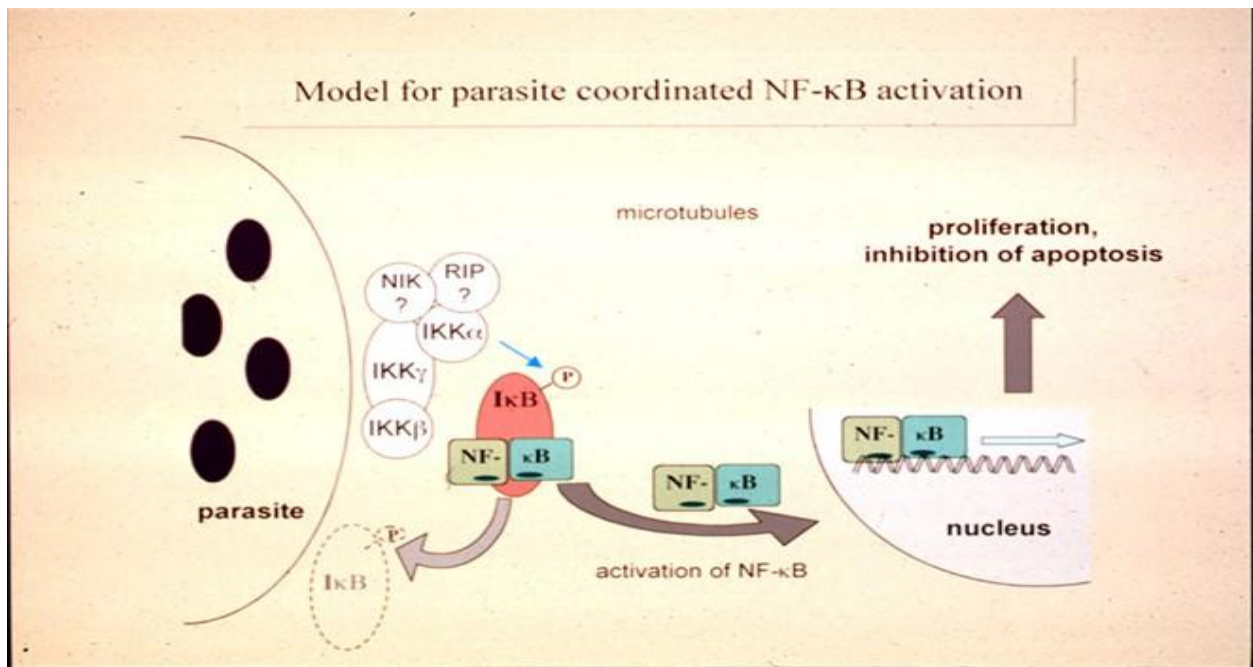 Model for parasite coordinated NF-κB activation
microtubules
proliferation,
inhibition of apoptosis
NIK
?
RIP
?
IKKα
IKKγ
IKKβ
P
IκB
NF-
κB
parasite
P
IκB
NF-
κB
activation of NF-κB
NF-
κB
nucleus